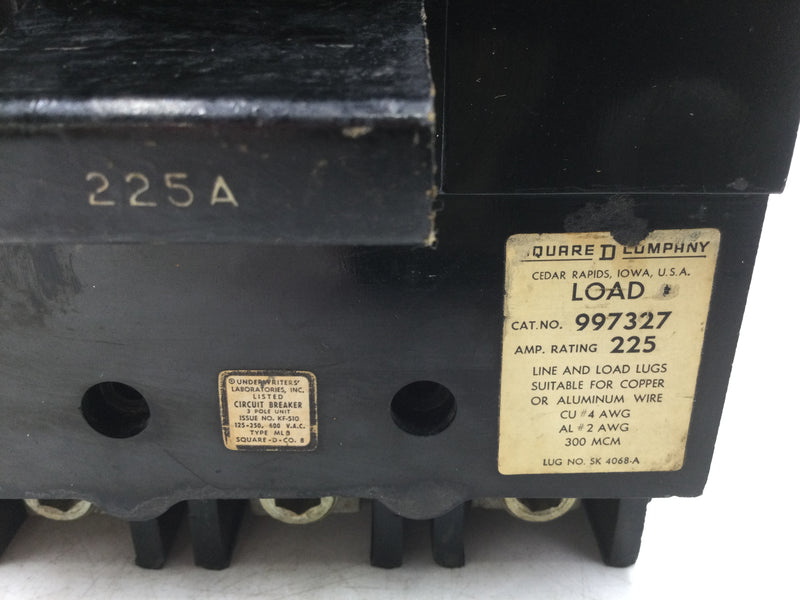 225A
SQUARE D COMPANY
CEDAR RAPIDS, IOWA, U.S.A.
LOAD
CAT. NO. 997327
AMP. RATING 225
LINE AND LOAD LUGS
SUITABLE FOR COPPER
OR ALUMINUM WIRE
CU #4 AWG
AL #2 AWG
300 MCM
LUG NO. SK 4068-A
UNDERWRITERS'
LABORATORIES, INC.
LISTED
CIRCUIT BREAKER
3 POLE UNIT
ISSUE NO. KF-510
125-250, 600 V.A.C.
TYPE MLB
SQUARE-D-CO. 8